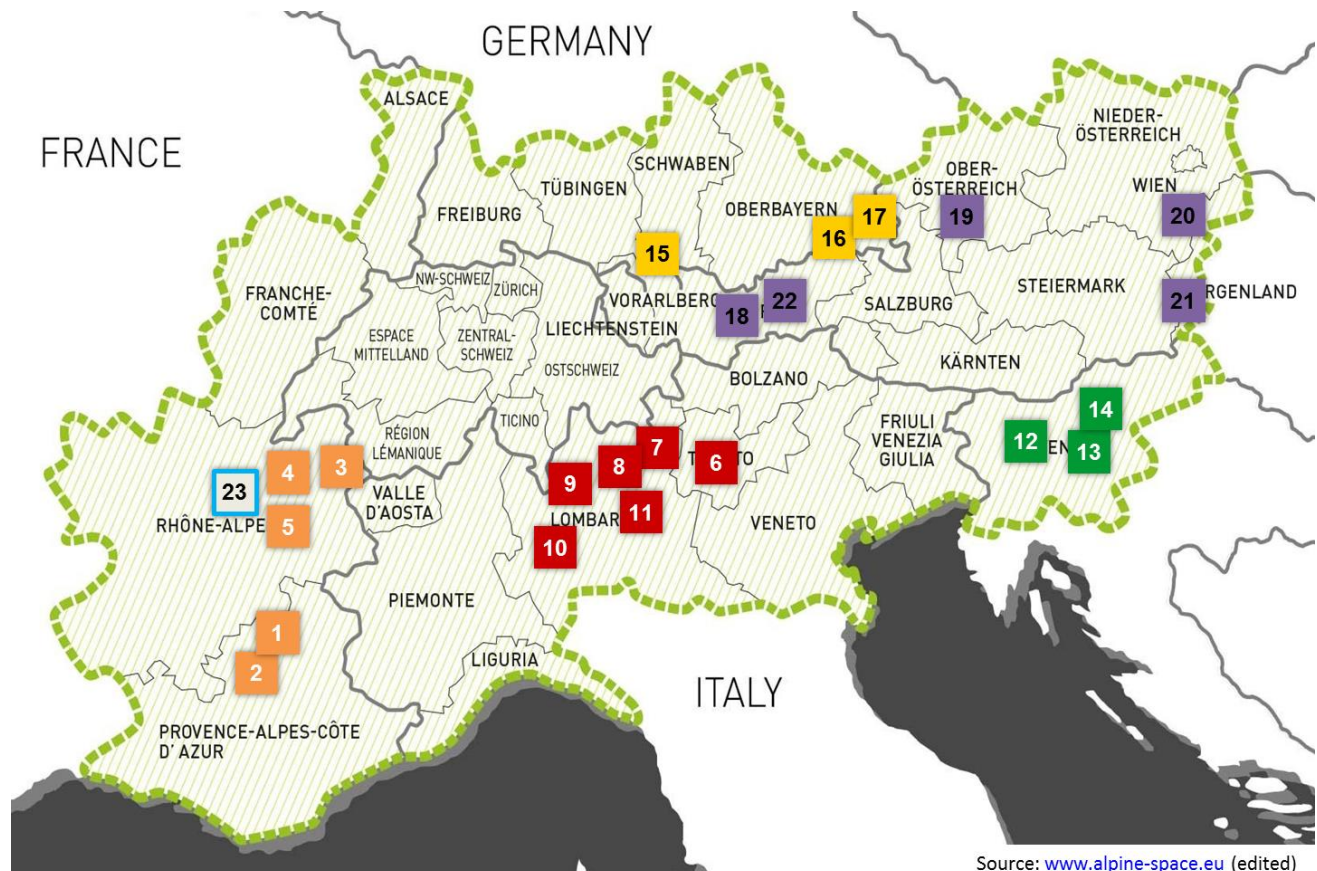 GERMANY
ALSACE
FRANCE
NIEDER-
ÖSTERREICH
SCHWABEN
TÜBINGEN
OBER-
ÖSTERREICH
WIEN
FREIBURG
OBERBAYERN
17
16
19
20
15
NW-SCHWEIZ
ZÜRICH
FRANCHE-
COMTÉ
VORARLBERG
18
22
SALZBURG
STEIERMARK
21
RGENLAND
ESPACE
MITTELLAND
ZENTRAL-
SCHWEIZ
LIECHTENSTEIN
OSTSCHWEIZ
BOLZANO
KÄRNTEN
TICINO
RÉGION
LÉMANIQUE
FRIULI
VENEZIA
GIULIA
14
12
EN
13
7
T
6
TO
8
9
3
4
23
VALLE
D'AOSTA
RHÔNE-ALPE
5
LOMBAR
11
10
VENETO
PIEMONTE
1
2
LIGURIA
ITALY
PROVENCE-ALPES-CÔTE
D' AZUR
Source: www.alpine-space.eu (edited)